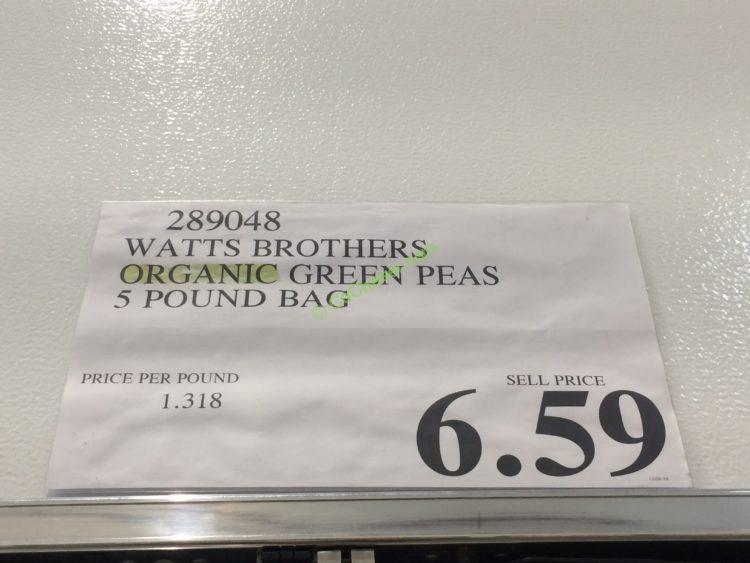 289048
WATTS BROTHERS
ORGANIC GREEN PEAS
5 POUND BAG
PRICE PER POUND
1.318
SELL PRICE
6.59